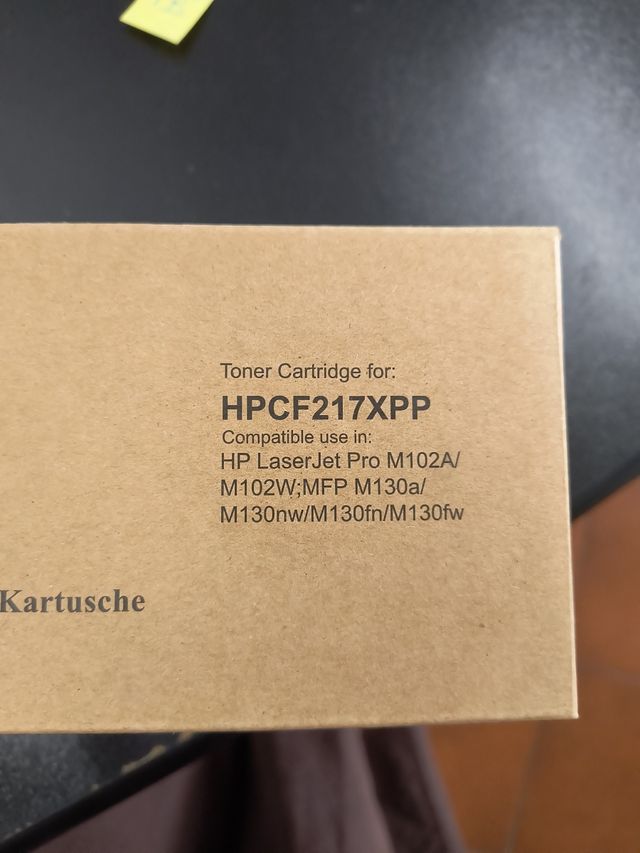 Toner Cartridge for:
HPCF217XPP
Compatible use in:
HP LaserJet Pro M102A/
M102W;MFP M130a/
M130nw/M130fn/M130fw
Kartusche